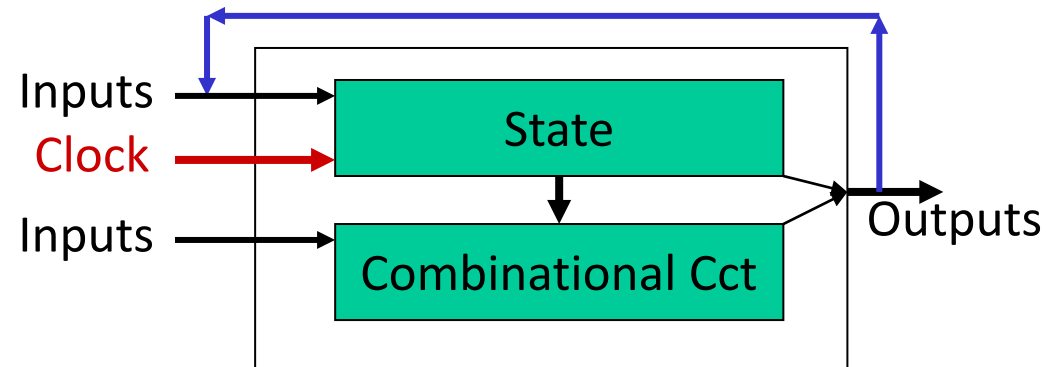 Inputs
State
Clock
Inputs
Outputs
Combinational Cct